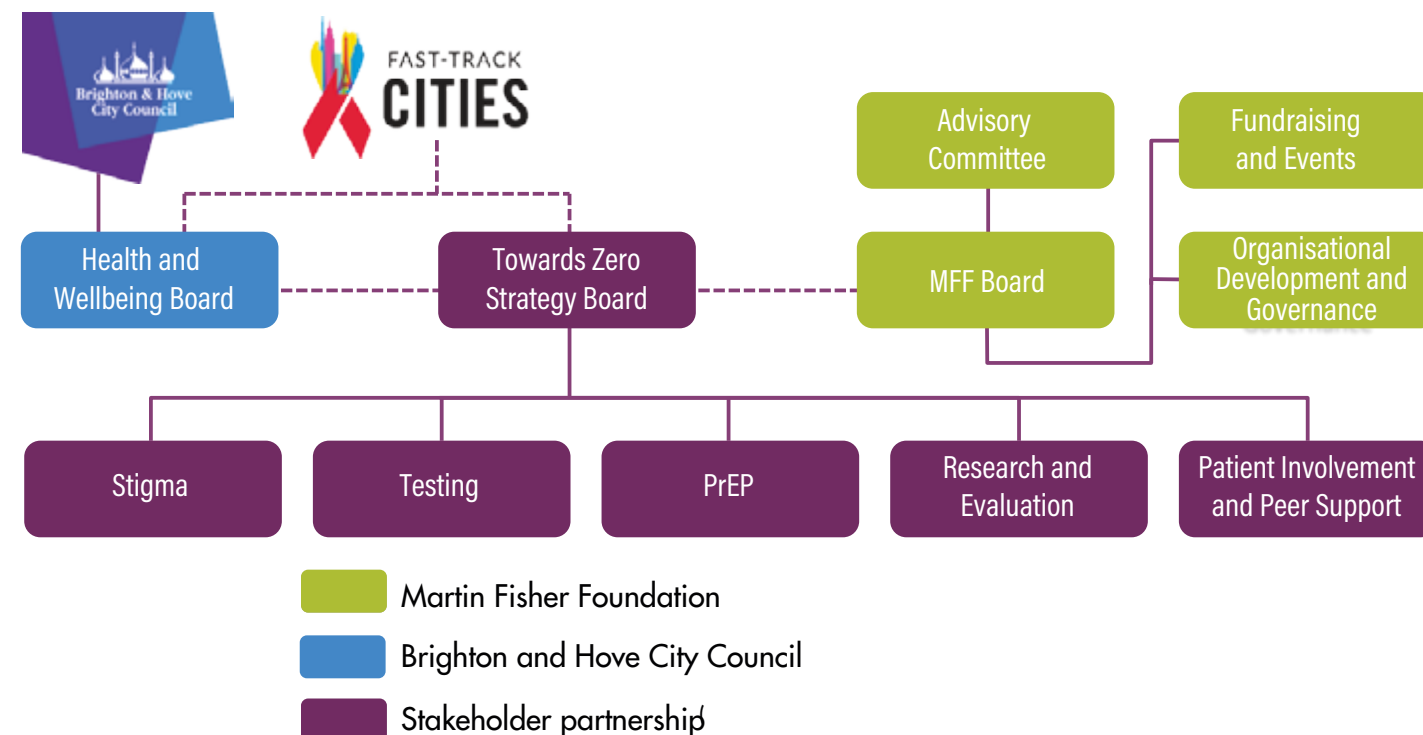 Brighton & Hove
City Council
FAST-TRACK
CITIES
Advisory
Committee
Fundraising
and Events
Health and
Wellbeing Board
Towards Zero
Strategy Board
MFF Board
Organisational
Development and
Governance
Stigma
Testing
PrEP
Research and
Evaluation
Patient Involvement
and Peer Support
Martin Fisher Foundation
Brighton and Hove City Council
Stakeholder partnership